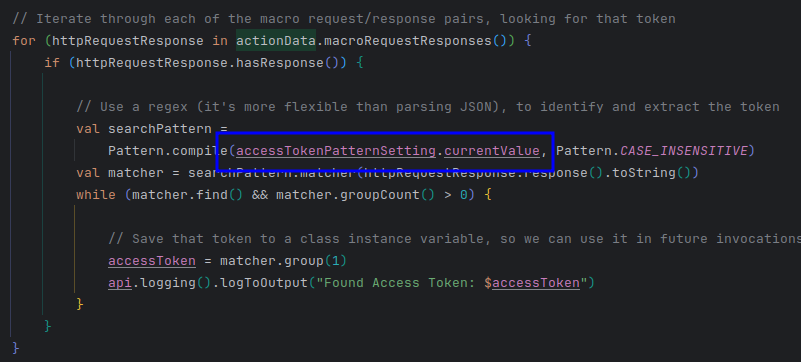 // Iterate through each of the macro request/response pairs, looking for that token
for (httpRequestResponse in actionData.macroRequestResponses()) {
if (httpRequestResponse.hasResponse()) {
// Use a regex (it's more flexible than parsing JSON), to identify and extract the token
val searchPattern =
Pattern.compile(accessTokenPatternSetting.currentValue, Pattern.CASE_INSENSITIVE)
val matcher = searchPattern.matcher(httpRequestResponse.response().toString())
while (matcher.find() && matcher.groupCount() > 0) {
// Save that token to a class instance variable, so we can use it in future invocations
accessToken = matcher.group(1)
api.logging().logToOutput("Found Access Token: $accessToken")
}
}
}